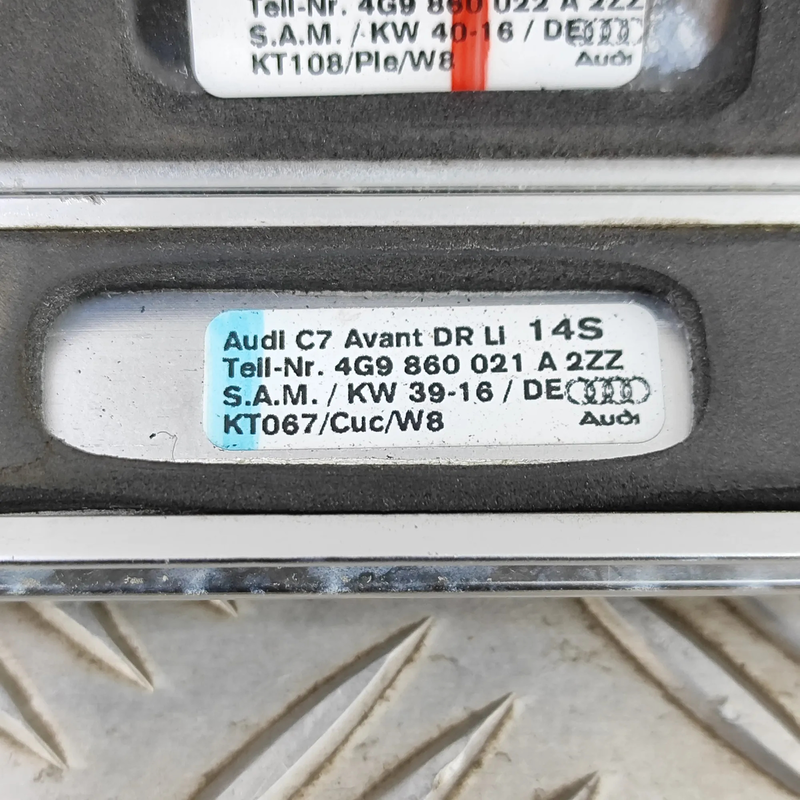 Teil-Nr. 4G9 860 022 A 2ZZ
S.A.M. / KW 40-16 / DE
KT108/Ple/W8 Audi
Audi C7 Avant DR Li 14S
Teil-Nr. 4G9 860 021 A 2ZZ
S.A.M. / KW 39-16 / DE
KT067/Cuc/W8 Audi